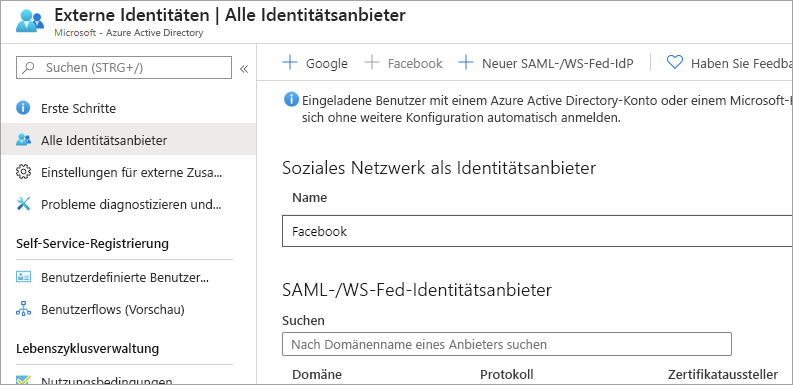 Externe Identitäten | Alle Identitätsanbieter
Microsoft - Azure Active Directory
Suchen (STRG+/)
Erste Schritte
Alle Identitätsanbieter
Einstellungen für externe Zusa...
Probleme diagnostizieren und...
Self-Service-Registrierung
Benutzerdefinierte Benutzer...
Benutzerflows (Vorschau)
Lebenszyklusverwaltung
Nutzungsbedingungen
Google
Facebook
Neuer SAML-/WS-Fed-IdP
Haben Sie Feedba
Eingeladene Benutzer mit einem Azure Active Directory-Konto oder einem Microsoft-
sich ohne weitere Konfiguration automatisch anmelden.
Soziales Netzwerk als Identitätsanbieter
Name
Facebook
SAML-/WS-Fed-Identitätsanbieter
Suchen
Nach Domänenname eines Anbieters suchen
Domäne Protokoll Zertifikataussteller